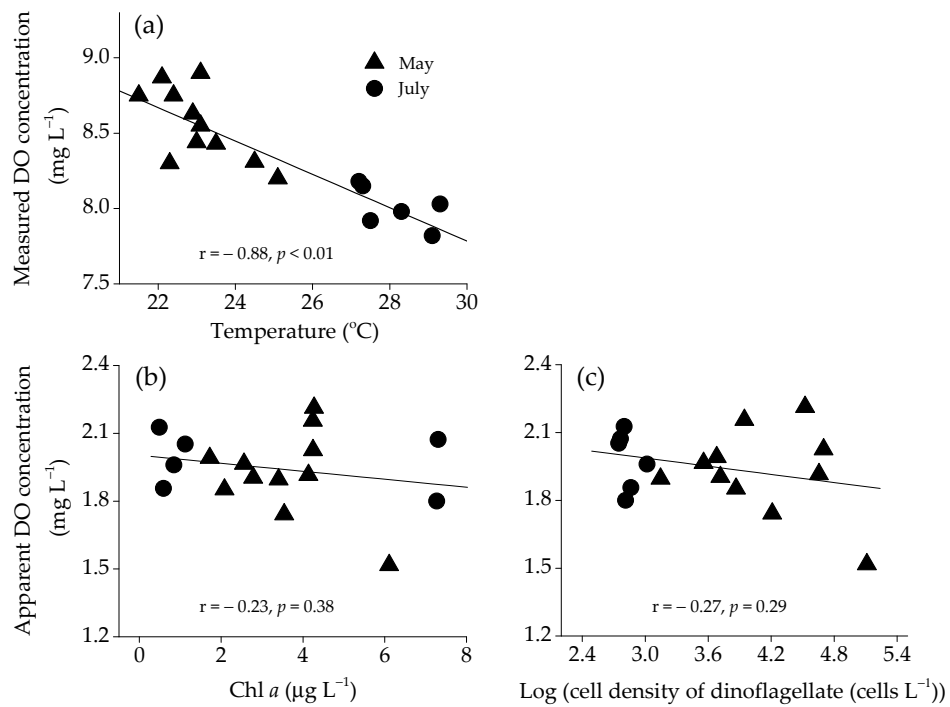 (a)
Measured DO concentration
(mg L⁻¹)
9.0
8.5
8.0
7.5
May
July
r = – 0.88, p < 0.01
22 24 26 28 30
Temperature (°C)
(b)
Apparent DO concentration
(mg L⁻¹)
2.4
2.1
1.8
1.5
1.2
r = – 0.23, p = 0.38
0 2 4 6 8
Chl a (µg L⁻¹)
(c)
2.4
2.1
1.8
1.5
1.2
r = – 0.27, p = 0.29
2.4 3.0 3.6 4.2 4.8 5.4
Log (cell density of dinoflagellate (cells L⁻¹))